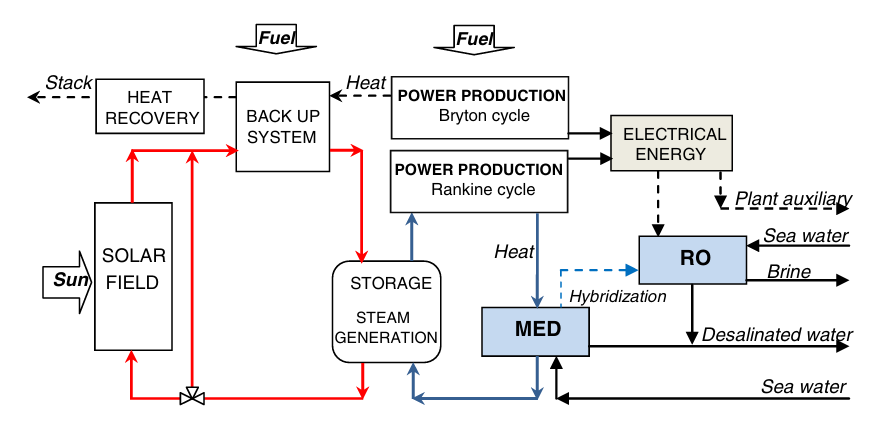 Fuel
Fuel
Stack
HEAT
RECOVERY
BACK UP
SYSTEM
Heat
POWER PRODUCTION
Bryton cycle
ELECTRICAL
ENERGY
POWER PRODUCTION
Rankine cycle
Plant auxiliary
Sun
SOLAR
FIELD
Heat
Sea water
RO
Brine
STORAGE
STEAM
GENERATION
Hybridization
MED
Desalinated water
Sea water